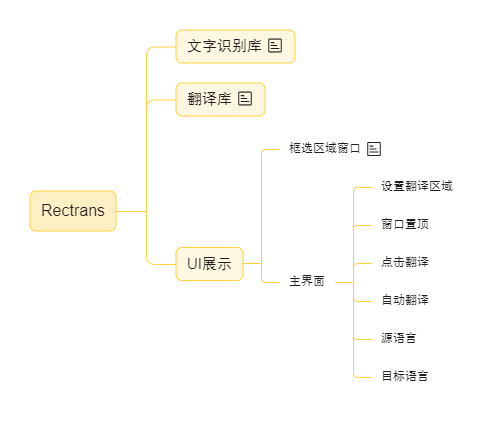 文字识别库
翻译库
框选区域窗口
设置翻译区域
Rectrans
窗口置顶
UI展示
点击翻译
主界面
自动翻译
源语言
目标语言